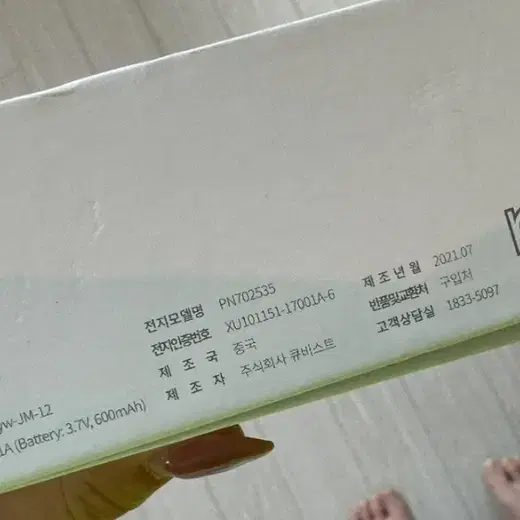 전지모델명 PN702535
전지인증번호 XU101151-17001A-6
제조국 중국
제조자 주식회사 큐비스트
제조년월 2021.07
반품및교환처 구입처
고객상담실 1833-5097
yw-JM-12
1A (Battery: 3.7V, 600mAh)